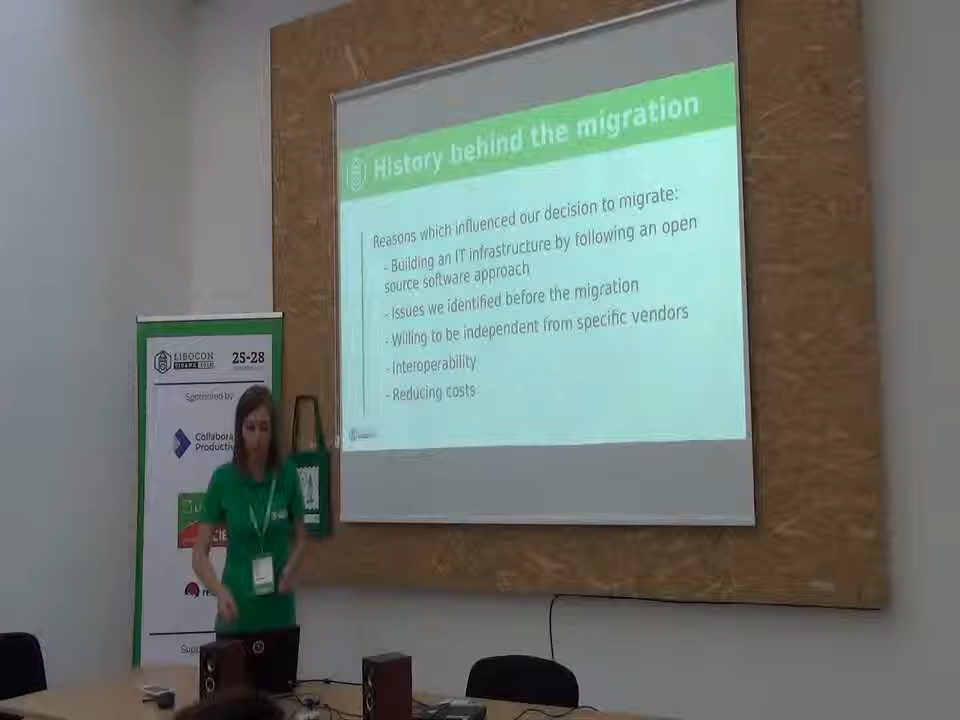 History behind the migration
Reasons which influenced our decision to migrate:
- Building an IT infrastructure by following an open
source software approach
- Issues we identified before the migration
- Willing to be independent from specific vendors
- Interoperability
- Reducing costs
LIBOCON
25-28
Sponsored by
Collabora
Productiv